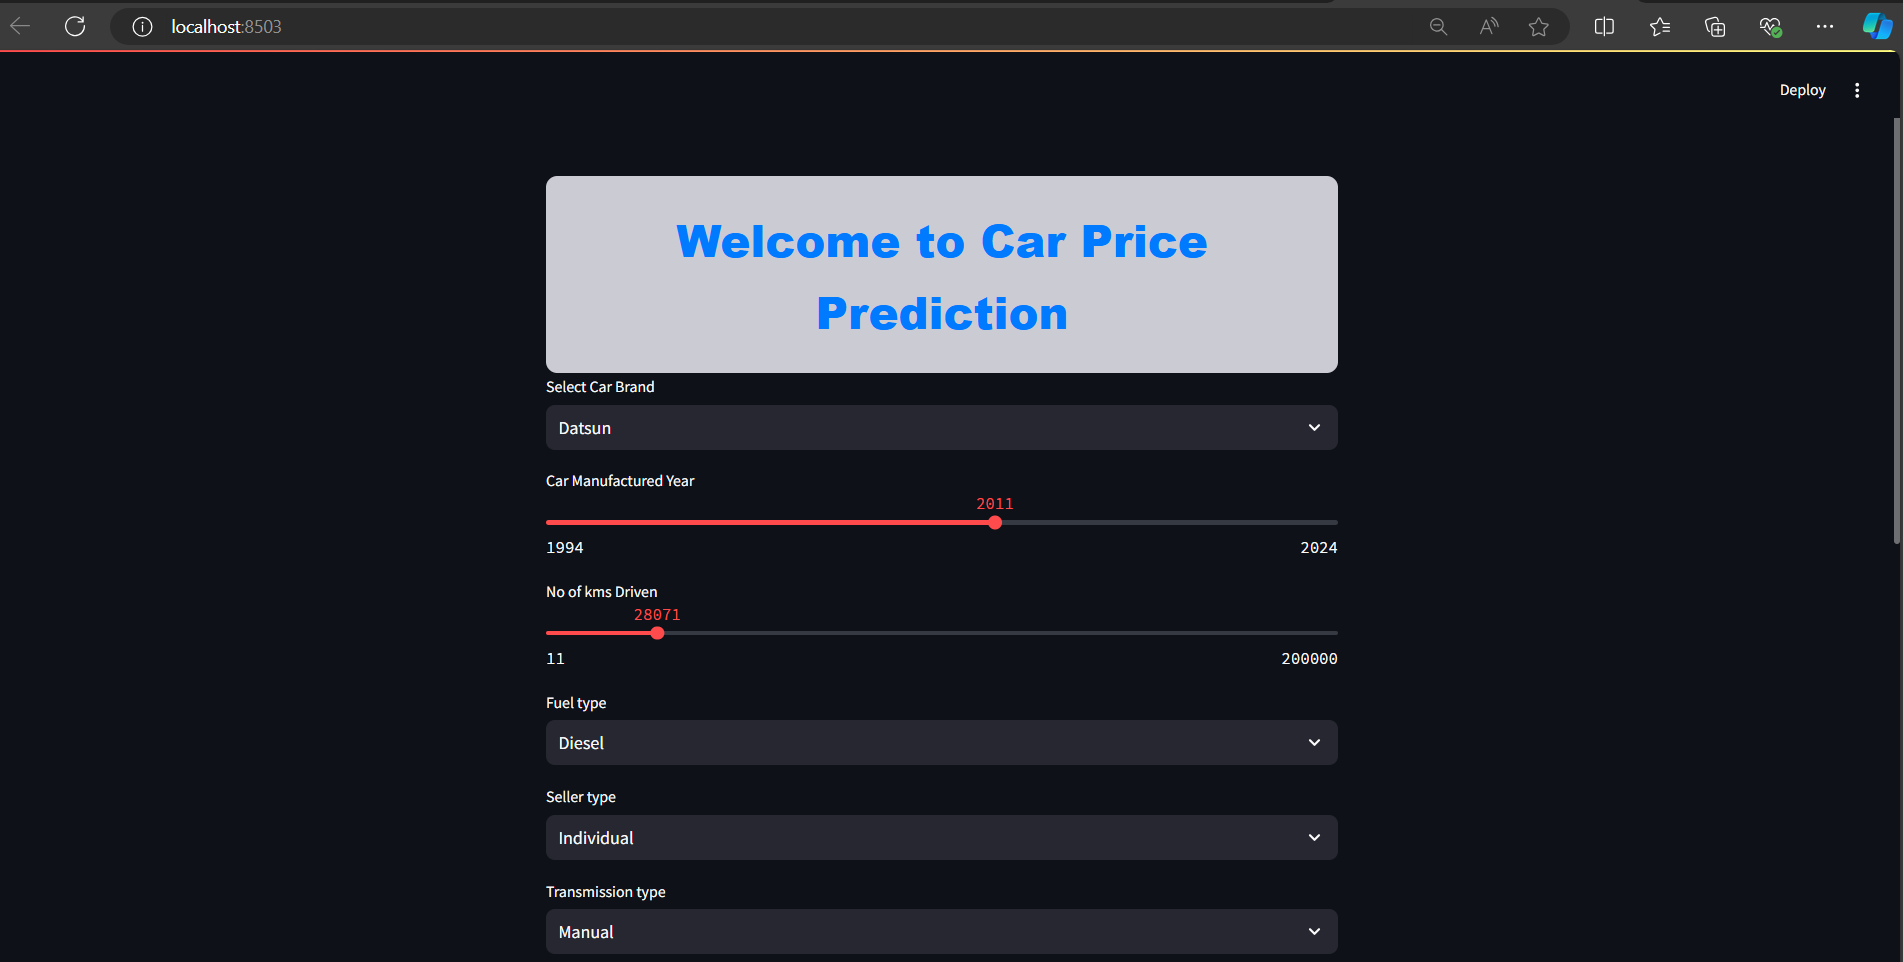 localhost:8503
Deploy
Welcome to Car Price
Prediction
Select Car Brand
Datsun
Car Manufactured Year
2011
1994 2024
No of kms Driven
28071
11 200000
Fuel type
Diesel
Seller type
Individual
Transmission type
Manual